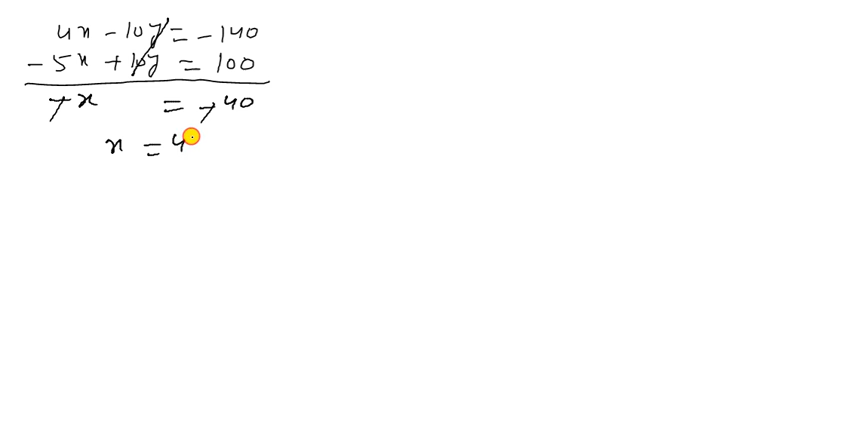 4x - 10y = -140
-5x + 10y = 100
-x = -40
x = 4